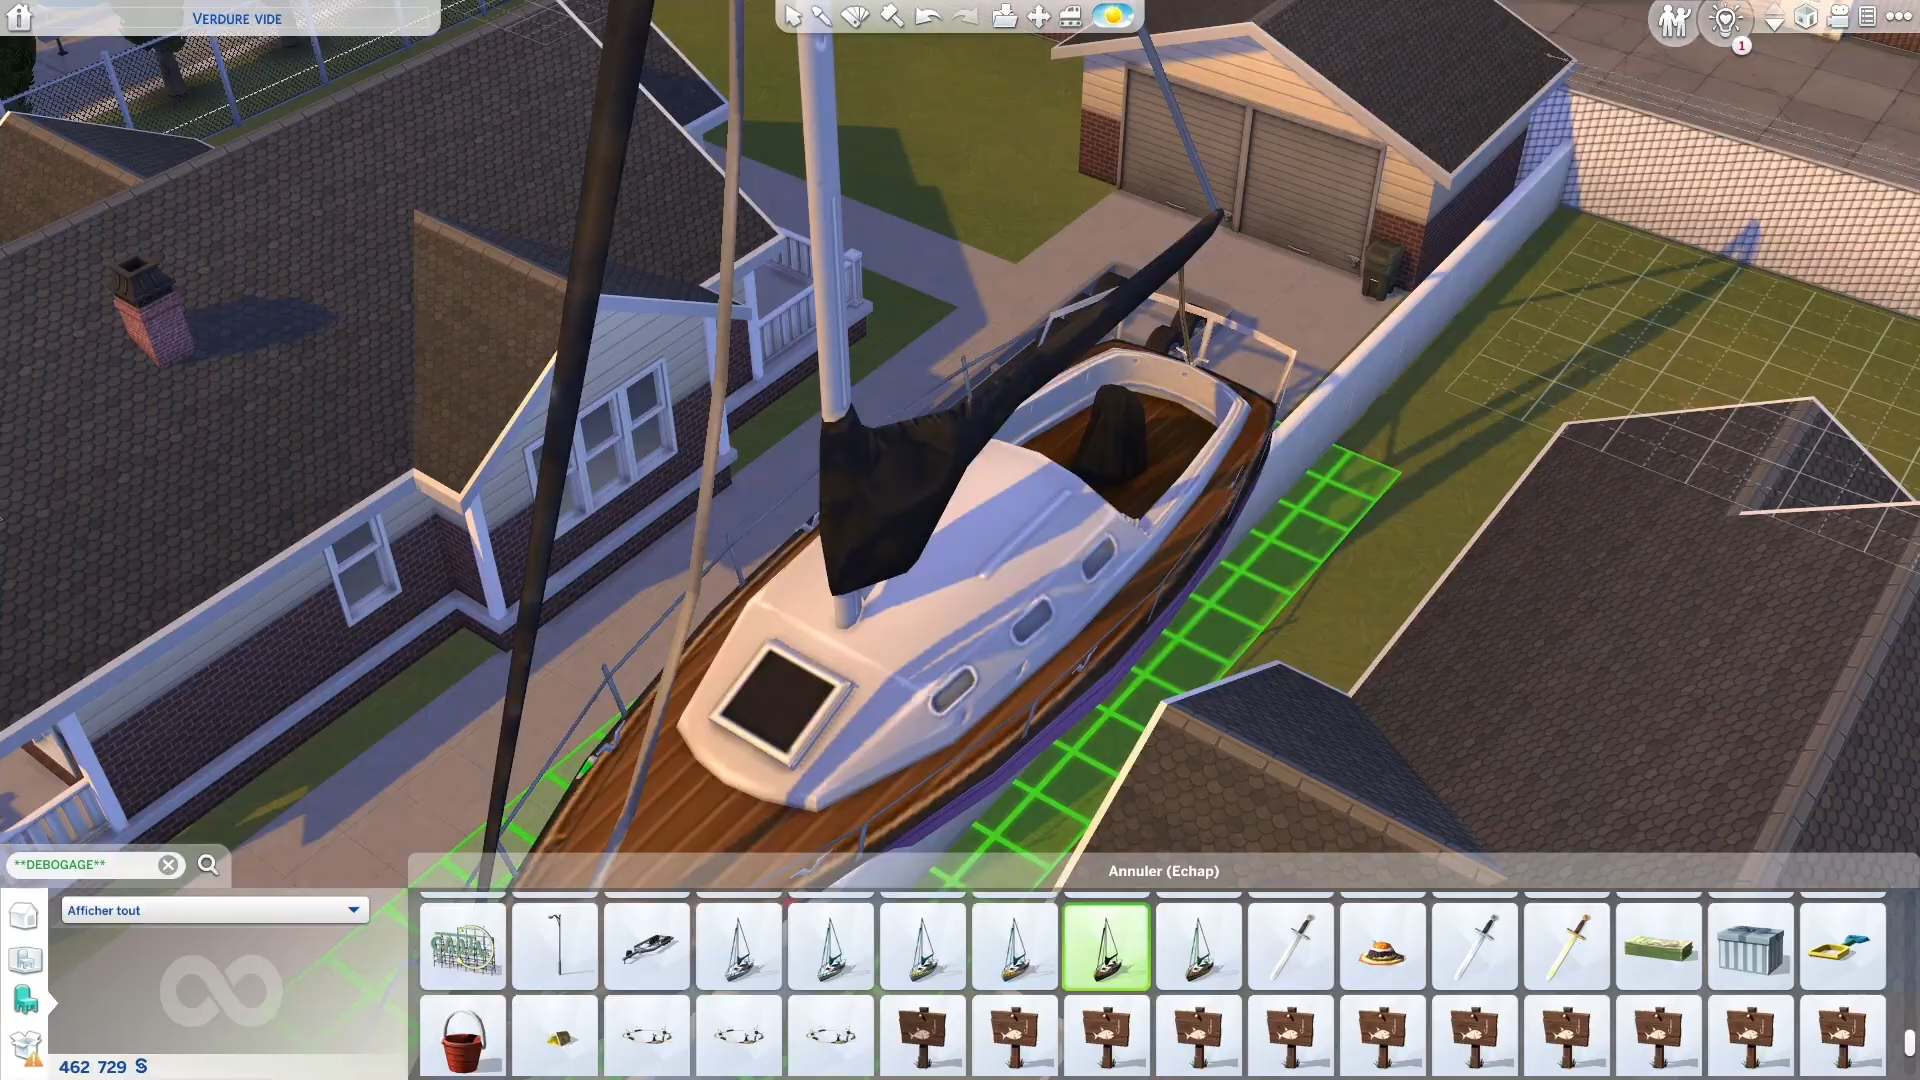 VERDURE VIDE
1
**DEBOGAGE**
Annuler (Echap)
Afficher tout
462 729 §